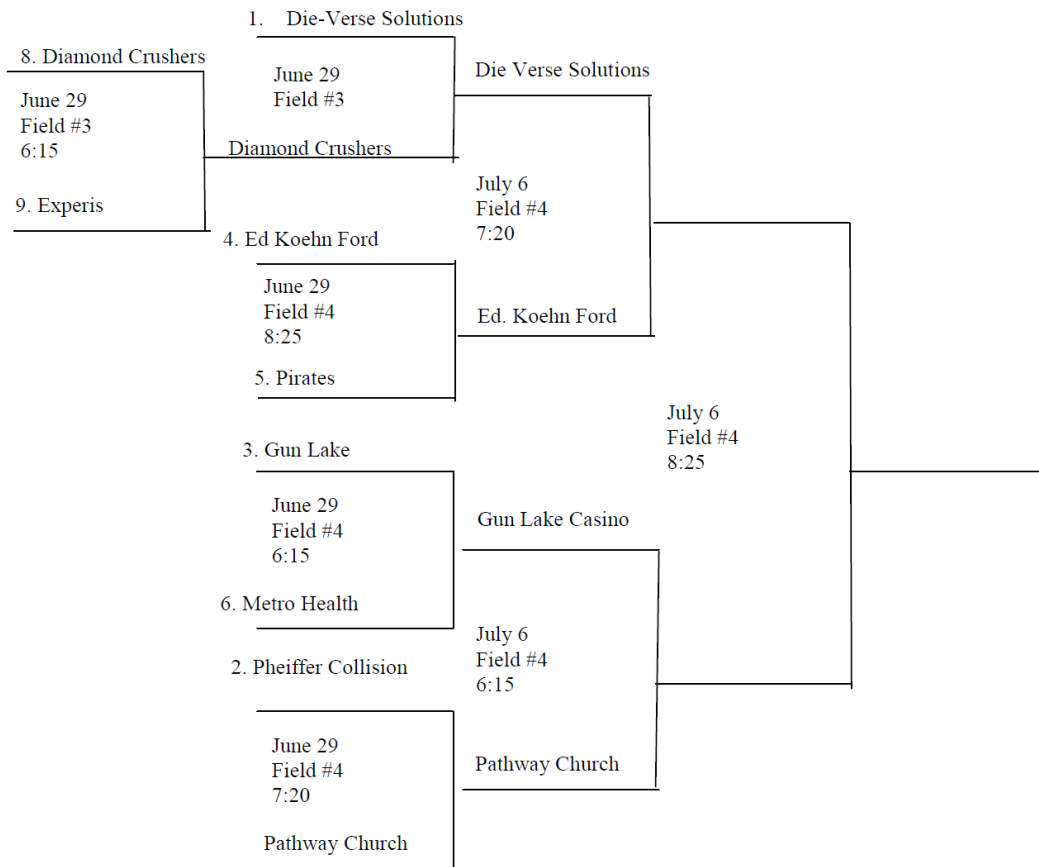 1. Die-Verse Solutions
8. Diamond Crushers
June 29
Field #3
6:15
9. Experis
June 29
Field #3
Diamond Crushers
Die Verse Solutions
4. Ed Koehn Ford
June 29
Field #4
8:25
5. Pirates
July 6
Field #4
7:20
Ed. Koehn Ford
3. Gun Lake
June 29
Field #4
6:15
6. Metro Health
Gun Lake Casino
2. Pheiffer Collision
June 29
Field #4
7:20
Pathway Church
July 6
Field #4
6:15
Pathway Church
July 6
Field #4
8:25